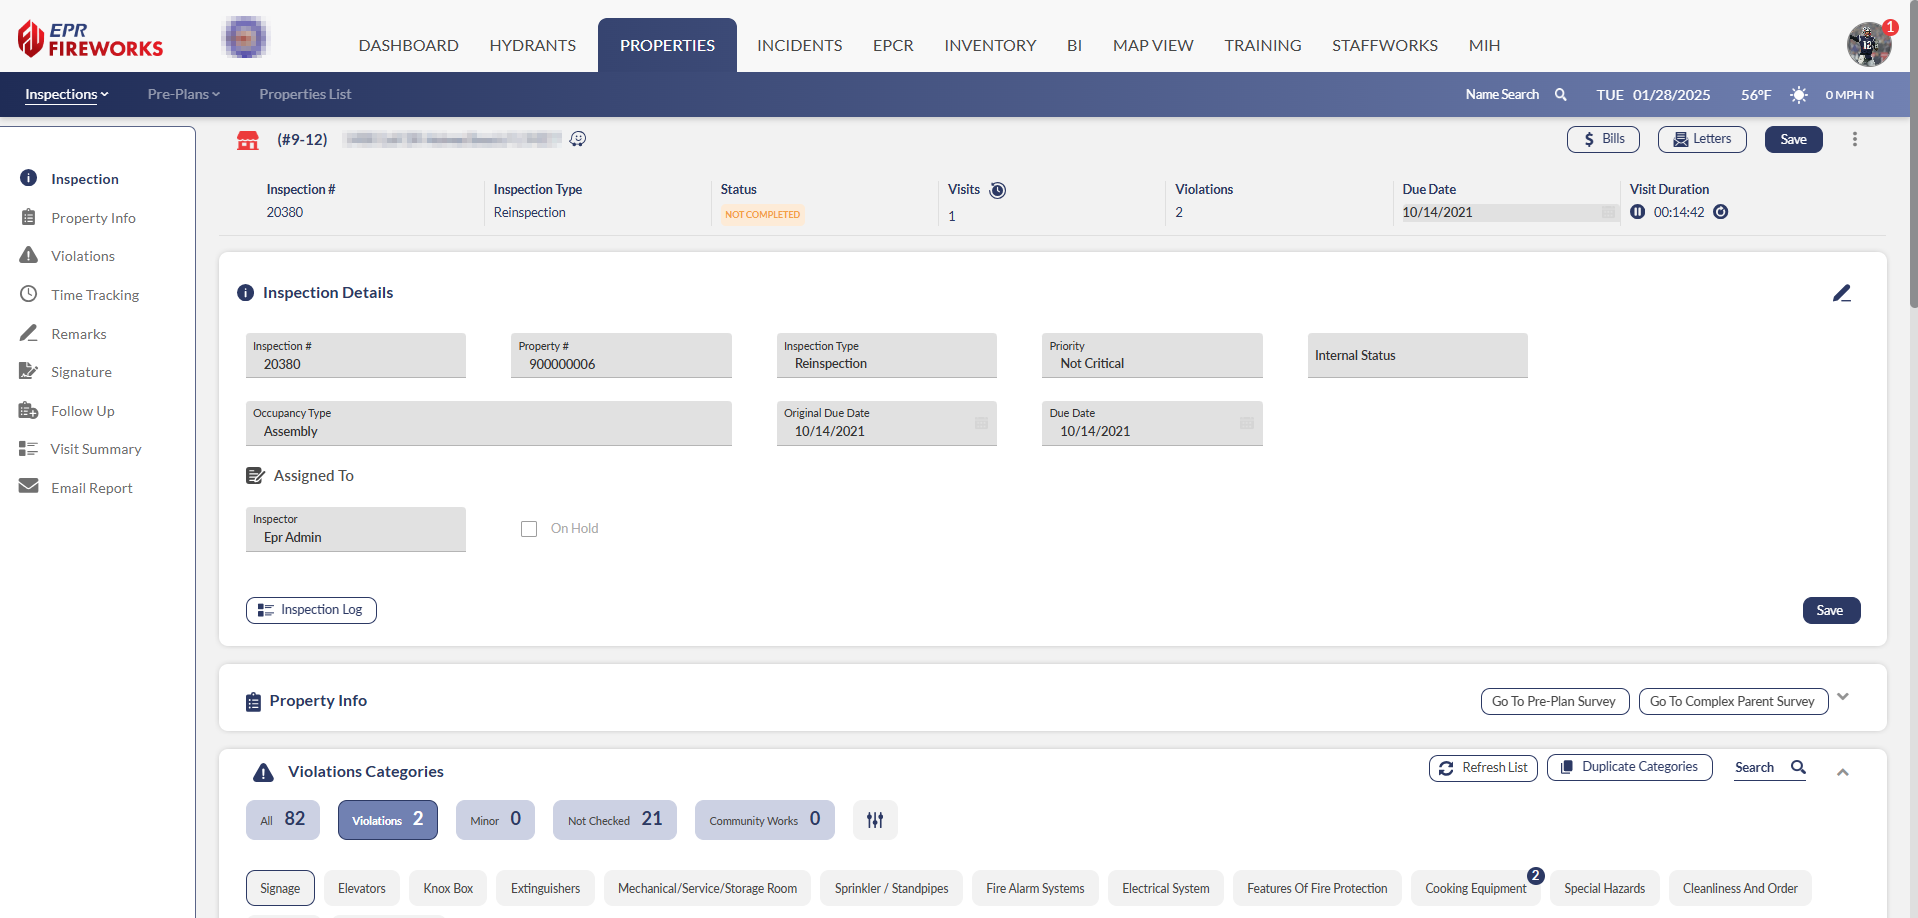 EPR
FIREWORKS
DASHBOARD HYDRANTS PROPERTIES INCIDENTS EPCR INVENTORY BI MAP VIEW TRAINING STAFFWORKS MIH
12
1
Inspections Pre-Plans Properties List Name Search TUE 01/28/2025 56°F 0 MPH N
Inspection
Property Info
Violations
Time Tracking
Remarks
Signature
Follow Up
Visit Summary
Email Report
(#9-12)
$ Bills Letters Save
Inspection # Inspection Type Status Visits Violations Due Date Visit Duration
20380 Reinspection NOT COMPLETED 1 2 10/14/2021 00:14:42
Inspection Details
Inspection # Property # Inspection Type Priority Internal Status
20380 900000006 Reinspection Not Critical
Occupancy Type Original Due Date Due Date
Assembly 10/14/2021 10/14/2021
Assigned To
Inspector
Epr Admin
On Hold
Inspection Log Save
Property Info Go To Pre-Plan Survey Go To Complex Parent Survey
Violations Categories Refresh List Duplicate Categories Search
All 82 Violations 2 Minor 0 Not Checked 21 Community Works 0
Signage Elevators Knox Box Extinguishers Mechanical/Service/Storage Room Sprinkler / Standpipes Fire Alarm Systems Electrical System Features Of Fire Protection Cooking Equipment 2 Special Hazards Cleanliness And Order